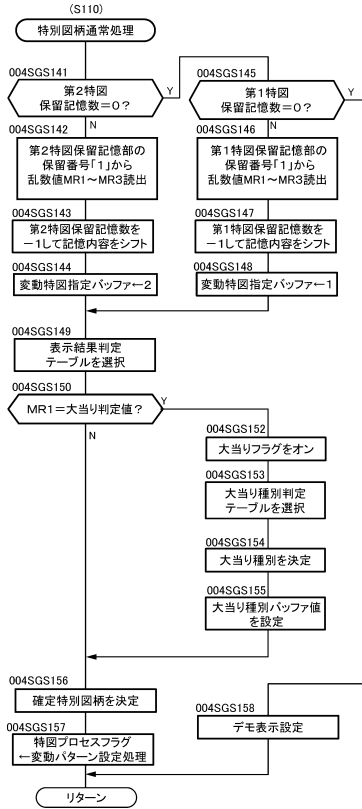 (S110)
特別図柄通常処理
004SGS141
第2特図
保留記憶数＝0？
Y
N
004SGS142
第2特図保留記憶部の
保留番号「1」から
乱数値MR1～MR3読出
004SGS143
第2特図保留記憶数を
－1して記憶内容をシフト
004SGS144
変動特図指定バッファ←2
004SGS145
第1特図
保留記憶数＝0？
Y
N
004SGS146
第1特図保留記憶部の
保留番号「1」から
乱数値MR1～MR3読出
004SGS147
第1特図保留記憶数を
－1して記憶内容をシフト
004SGS148
変動特図指定バッファ←1
004SGS149
表示結果判定
テーブルを選択
004SGS150
MR1＝大当り判定値？
Y
N
004SGS152
大当りフラグをオン
004SGS153
大当り種別判定
テーブルを選択
004SGS154
大当り種別を決定
004SGS155
大当り種別バッファ値
を設定
004SGS156
確定特別図柄を決定
004SGS157
特図プロセスフラグ
←変動パターン設定処理
004SGS158
デモ表示設定
リターン